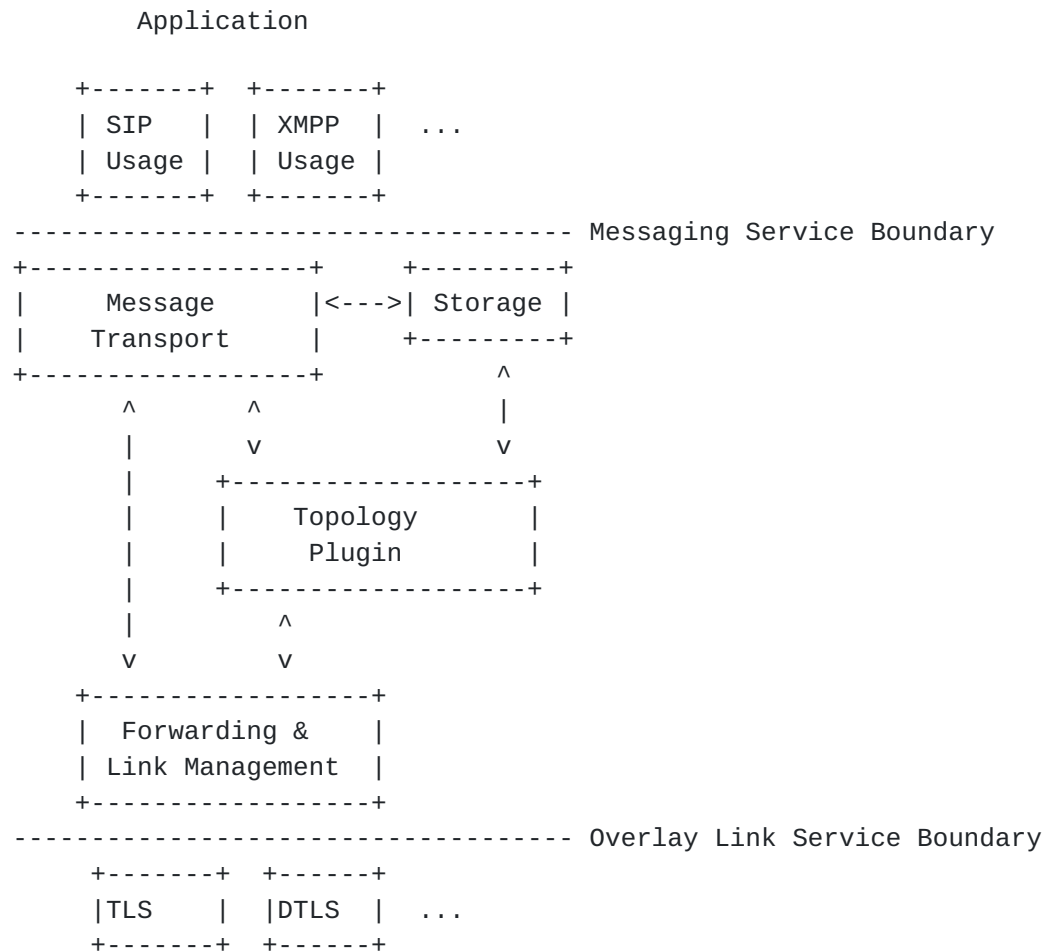 Application

        +-------+  +-------+
        | SIP   |  | XMPP  |  ...
        | Usage |  | Usage |
        +-------+  +-------+
------------------------------------ Messaging Service Boundary
+------------------+     +---------+
|     Message      |<--->| Storage |
|    Transport     |     +---------+
+------------------+           ^
       ^       ^               |
       |       v               v
       |     +-------------------+
       |     |    Topology       |
       |     |     Plugin        |
       |     +-------------------+
       |         ^
       v         v
    +------------------+
    |  Forwarding &    |
    | Link Management  |
    +------------------+
------------------------------------ Overlay Link Service Boundary
     +-------+  +------+
     |TLS    |  |DTLS  |  ...
     +-------+  +------+